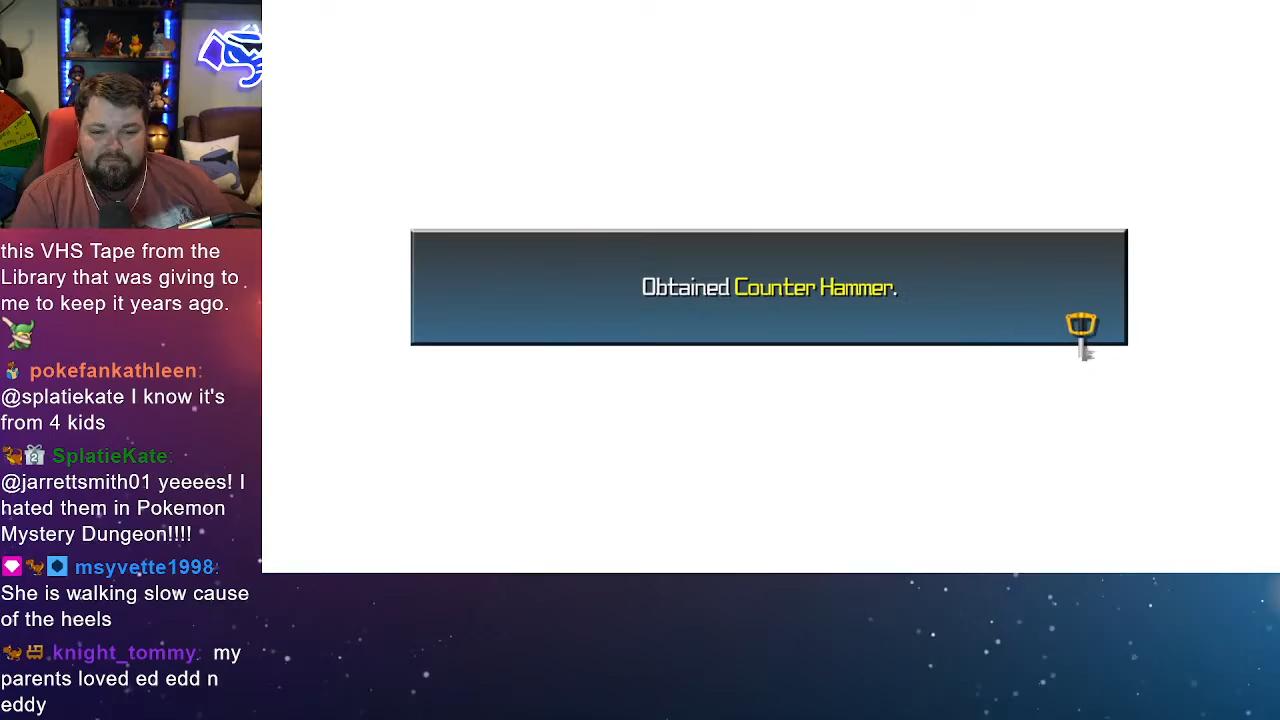 this VHS Tape from the
Library that was giving to
me to keep it years ago.
pokefankathleen:
@splatiekate I know it's
from 4 kids
2 SplatieKate:
@jarrettsmith01 yeeees! I
hated them in Pokemon
Mystery Dungeon!!!!
msyvette1998:
She is walking slow cause
of the heels
knight_tommy: my
parents loved ed edd n
eddy
Obtained Counter Hammer.